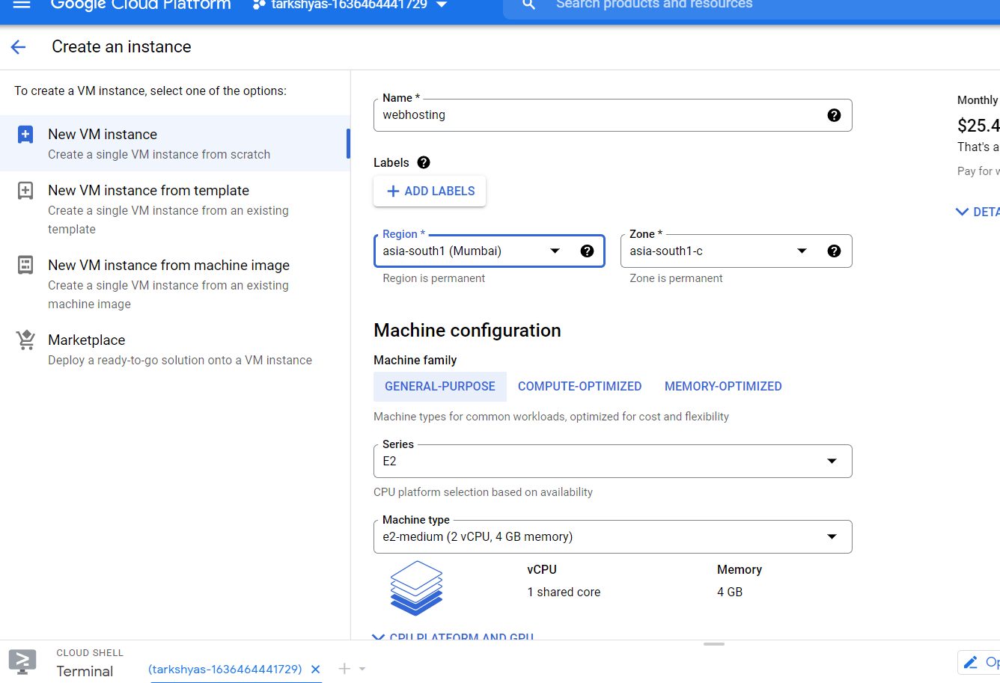 Google Cloud Platform
tarkshyas-1636464441729
Search products and resources
Create an instance
To create a VM instance, select one of the options:
New VM instance
Create a single VM instance from scratch
New VM instance from template
Create a single VM instance from an existing
template
New VM instance from machine image
Create a single VM instance from an existing
machine image
Marketplace
Deploy a ready-to-go solution onto a VM instance
Name *
webhosting
Labels
ADD LABELS
Region *
asia-south1 (Mumbai)
Region is permanent
Zone *
asia-south1-c
Zone is permanent
Machine configuration
Machine family
GENERAL-PURPOSE COMPUTE-OPTIMIZED MEMORY-OPTIMIZED
Machine types for common workloads, optimized for cost and flexibility
Series
E2
CPU platform selection based on availability
Machine type
e2-medium (2 vCPU, 4 GB memory)
vCPU
1 shared core
Memory
4 GB
CPU PLATFORM AND GPU
Monthly
$25.4
That's a
Pay for
CLOUD SHELL
Terminal
(tarkshyas-1636464441729)